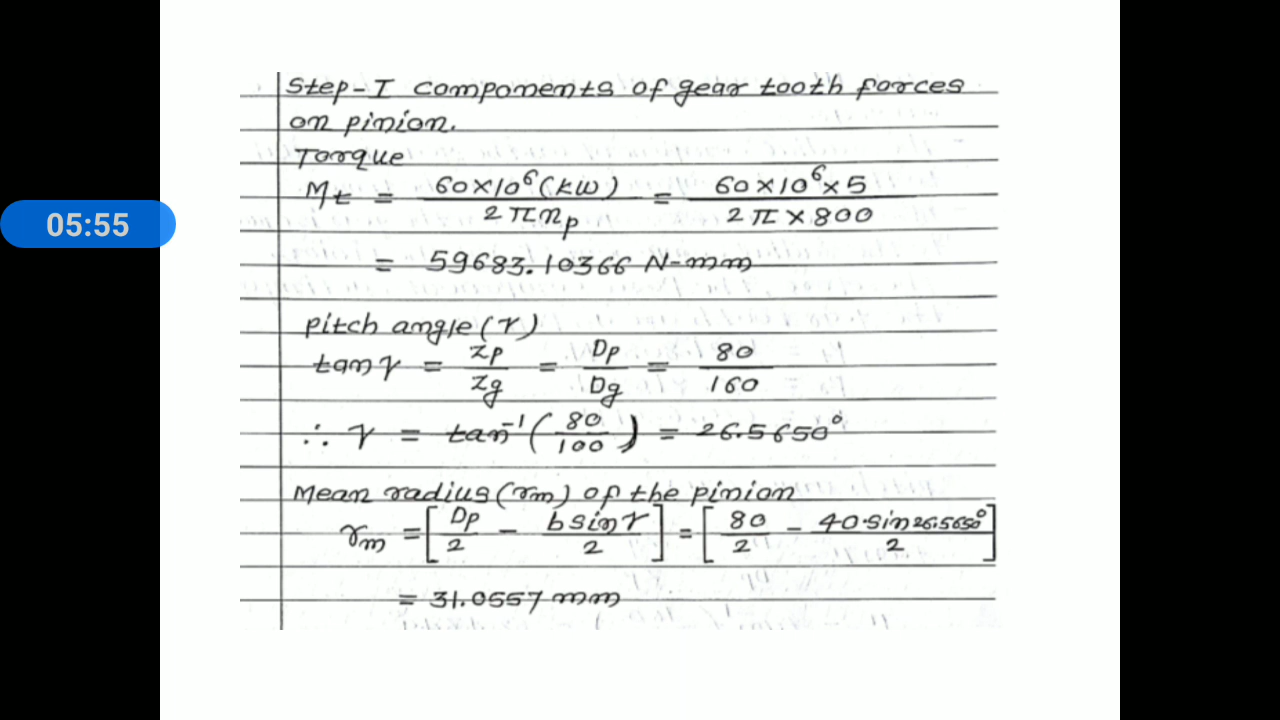 Step-I components of gear tooth forces
on pinion.
Torque
Mt = 60×10⁶(kW) / 2πnp = 60×10⁶×5 / 2π×800
= 59683.10366 N-mm
05:55
pitch angle(γ)
tanγ = zp / zg = Dp / Dg = 80 / 160
∴ γ = tan⁻¹(80 / 100) = 26.5650°
Mean radius(rm) of the pinion
rm = [Dp / 2 - b sinγ / 2] = [80 / 2 - 40·sin26.5650° / 2]
= 31.0557 mm